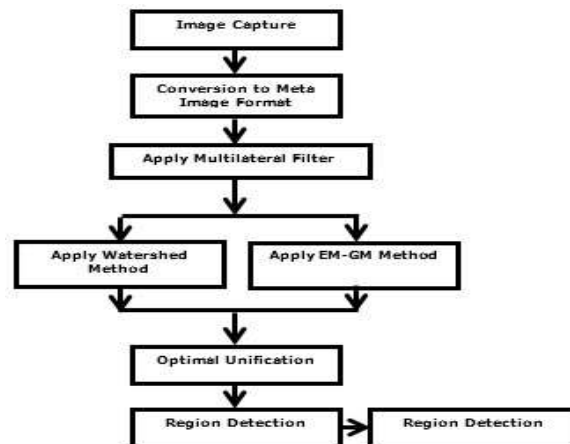 Image Capture
Conversion to Meta
Image Format
Apply Multilateral Filter
Apply Watershed
Method
Apply EM-GM Method
Optimal Unification
Region Detection
Region Detection